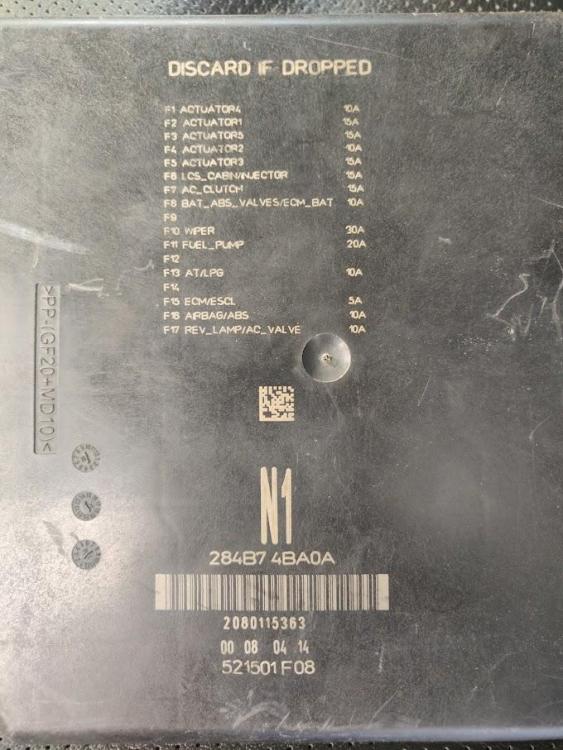 DISCARD IF DROPPED
F1 ACTUATOR4 10A
F2 ACTUATOR1 15A
F3 ACTUATOR5 15A
F4 ACTUATOR2 10A
F5 ACTUATOR3 15A
F6 LCS_CABIN/INJECTOR 15A
F7 AC_CLUTCH 15A
F8 BAT_ABS_VALVES/ECM_BAT 10A
F9
F10 WIPER 30A
F11 FUEL_PUMP 20A
F12
F13 AT/LPG 10A
F14
F15 ECM/ESCL 5A
F16 AIRBAG/ABS 10A
F17 REV_LAMP/AC_VALVE 10A
>PP-(GF20+MD10)<
N1
284B7 4BA0A
2080115363
00 08 04 14
521501F08